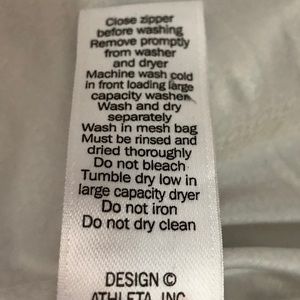 Close zipper
before washing
Remove promptly
from washer
and dryer
Machine wash cold
in front loading large
capacity washer
Wash and dry
separately
Wash in mesh bag
Must be rinsed and
dried thoroughly
Do not bleach
Tumble dry low in
large capacity dryer
Do not iron
Do not dry clean
DESIGN ©
ATHLETA, INC.